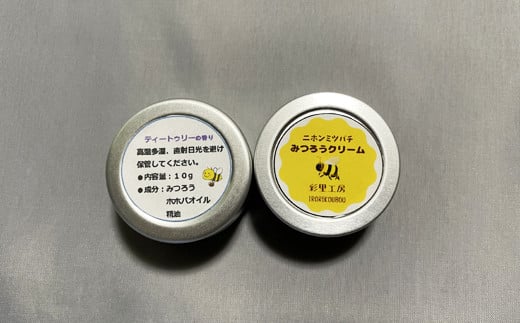 ティートゥリーの香り
高温多湿、直射日光を避け
保管してください。
●内容量：10g
●成分：みつろう
ホホバオイル
精油
ニホンミツバチ
みつろうクリーム
彩里工房
IRORIKOUBOU